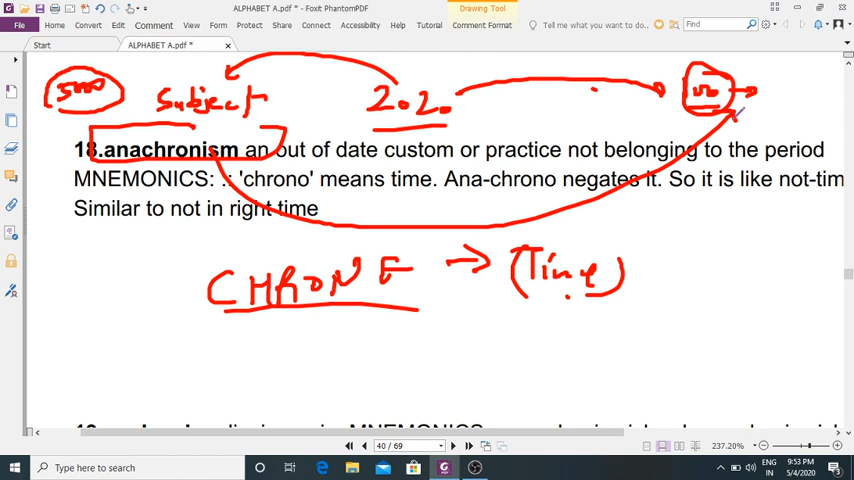 ALPHABET A.pdf * - Foxit PhantomPDF
Drawing Tool
File Home Convert Edit Comment View Form Protect Share Connect Accessibility Help Tutorial Comment Format Tell me what you want to do... Find
Start ALPHABET A.pdf * ×
5000 Subject 2020
18.anachronism an out of date custom or practice not belonging to the period
MNEMONICS: .: 'chrono' means time. Ana-chrono negates it. So it is like not-tim
Similar to not in right time
CHRONE → (Time)
40 / 69 237.20%
Type here to search
ENG 9:53 PM
IN 5/4/2020